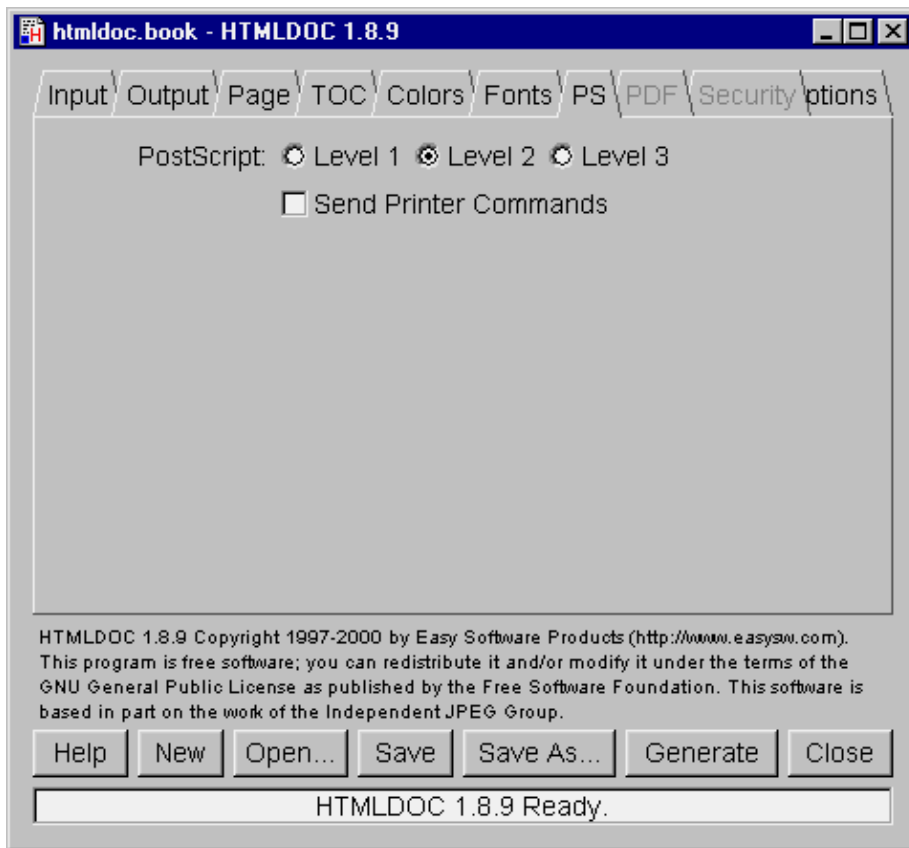 htmldoc.book - HTMLDOC 1.8.9
Input Output Page TOC Colors Fonts PS PDF Security ptions
PostScript: Level 1 Level 2 Level 3
Send Printer Commands
HTMLDOC 1.8.9 Copyright 1997-2000 by Easy Software Products (http://www.easysw.com).
This program is free software; you can redistribute it and/or modify it under the terms of the
GNU General Public License as published by the Free Software Foundation. This software is
based in part on the work of the Independent JPEG Group.
Help New Open... Save Save As... Generate Close
HTMLDOC 1.8.9 Ready.